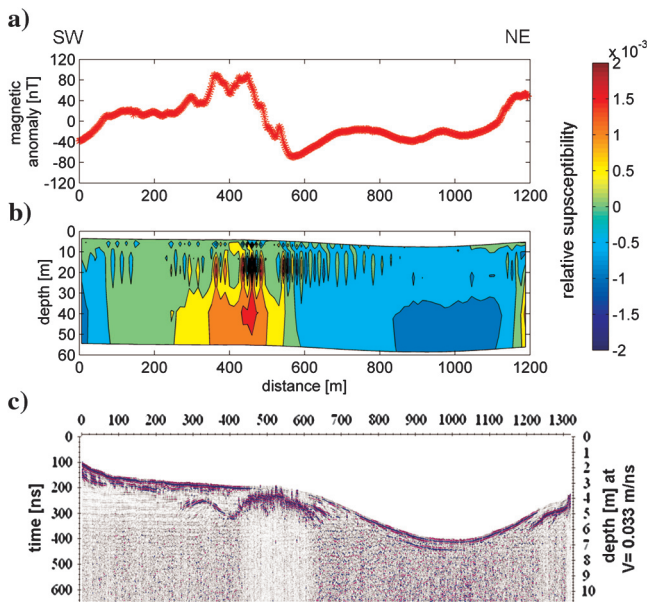 a)
SW
NE
120
80
40
0
-40
-80
-120
magnetic
anomaly [nT]
0 200 400 600 800 1000 1200
x 10⁻³
2
1.5
1
0.5
0
-0.5
-1
-1.5
-2
relative supsceptibility
b)
0
10
20
30
40
50
60
depth [m]
0 200 400 600 800 1000 1200
distance [m]
c)
0 100 200 300 400 500 600 700 800 900 1000 1100 1200 1300
0
100
200
300
400
500
600
time [ns]
0
1
2
3
4
5
6
7
8
9
10
depth [m] at
V= 0.033 m/ns